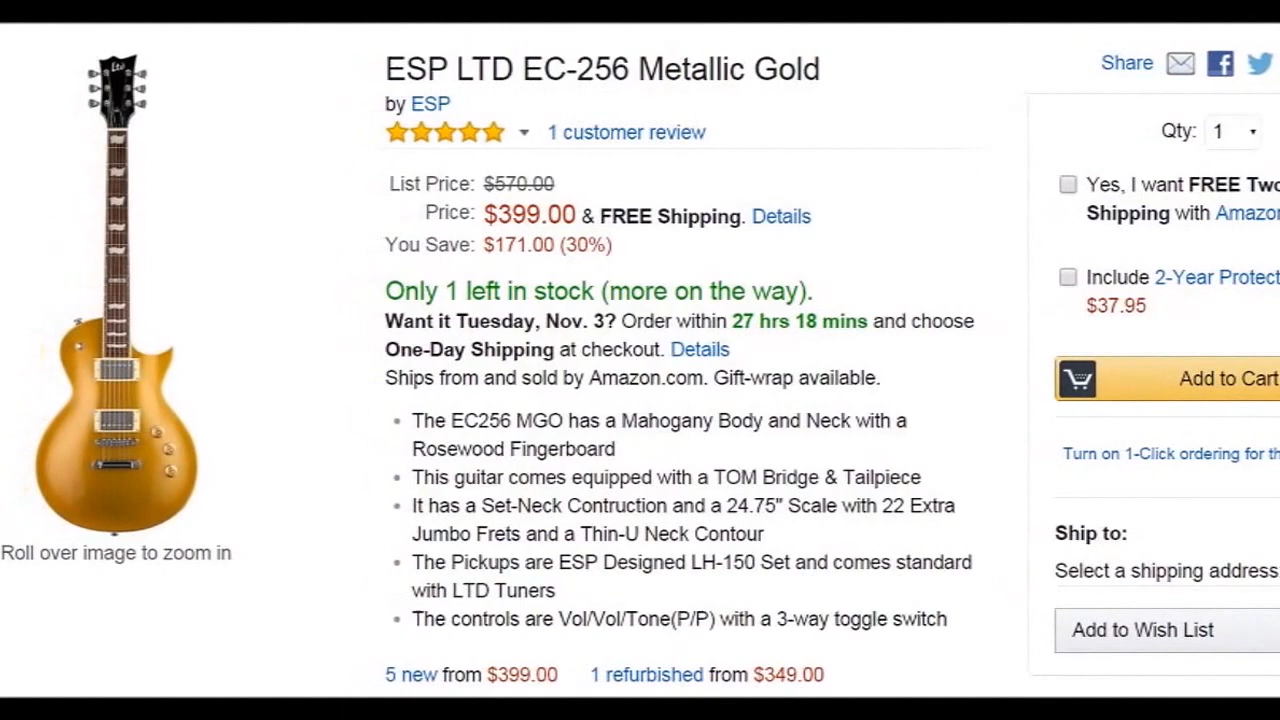 Ltd
ESP LTD EC-256 Metallic Gold
by ESP
1 customer review
List Price: $570.00
Price: $399.00 & FREE Shipping. Details
You Save: $171.00 (30%)
Only 1 left in stock (more on the way).
Want it Tuesday, Nov. 3? Order within 27 hrs 18 mins and choose
One-Day Shipping at checkout. Details
Ships from and sold by Amazon.com. Gift-wrap available.
• The EC256 MGO has a Mahogany Body and Neck with a
Rosewood Fingerboard
• This guitar comes equipped with a TOM Bridge & Tailpiece
• It has a Set-Neck Contruction and a 24.75" Scale with 22 Extra
Jumbo Frets and a Thin-U Neck Contour
• The Pickups are ESP Designed LH-150 Set and comes standard
with LTD Tuners
• The controls are Vol/Vol/Tone(P/P) with a 3-way toggle switch
5 new from $399.00 1 refurbished from $349.00
Roll over image to zoom in
Share
Qty: 1
Yes, I want FREE Two
Shipping with Amazon
Include 2-Year Protect
$37.95
Add to Cart
Turn on 1-Click ordering for th
Ship to:
Select a shipping address
Add to Wish List